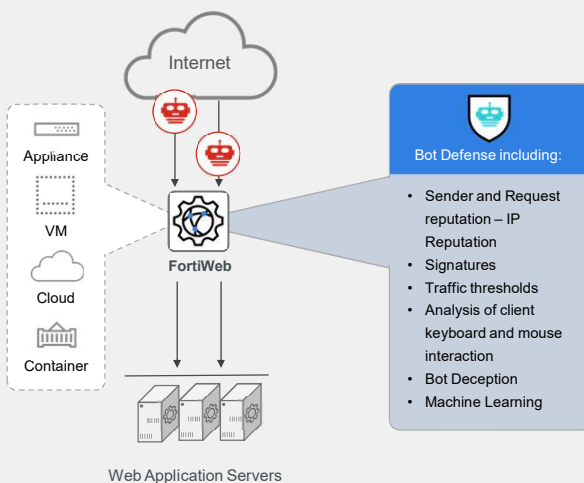 Internet
Appliance
VM
Cloud
Container
FortiWeb
Web Application Servers
Bot Defense including:
• Sender and Request
reputation – IP
Reputation
• Signatures
• Traffic thresholds
• Analysis of client
keyboard and mouse
interaction
• Bot Deception
• Machine Learning